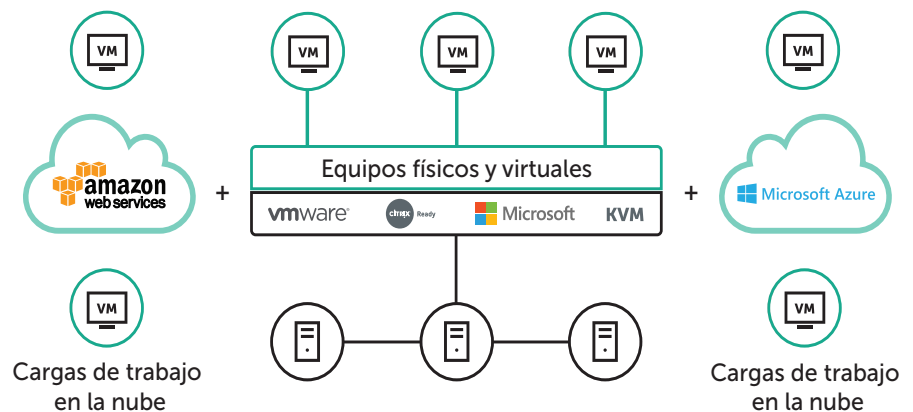 VM
VM
VM
VM
VM
amazon
web services
+
Equipos físicos y virtuales
vmware®
CITRIX Ready
Microsoft
KVM
+
Microsoft Azure
VM
VM
Cargas de trabajo
en la nube
Cargas de trabajo
en la nube